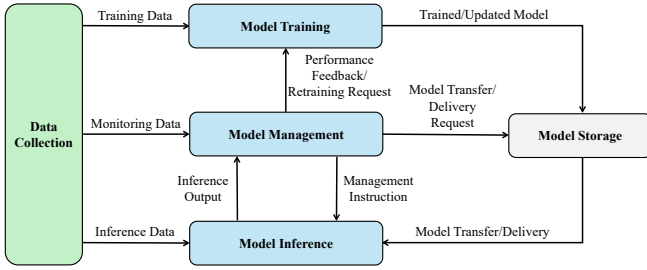 Training Data
Model Training
Trained/Updated Model
Performance
Feedback/
Retraining Request
Model Transfer/
Delivery
Request
Data
Collection
Monitoring Data
Model Management
Model Storage
Inference
Output
Management
Instruction
Inference Data
Model Inference
Model Transfer/Delivery